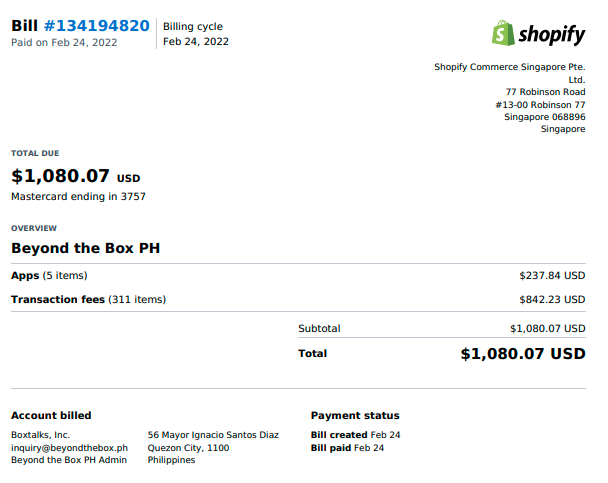 Bill #134194820
Paid on Feb 24, 2022
Billing cycle
Feb 24, 2022
shopify
Shopify Commerce Singapore Pte.
Ltd.
77 Robinson Road
#13-00 Robinson 77
Singapore 068896
Singapore
TOTAL DUE
$1,080.07 USD
Mastercard ending in 3757
OVERVIEW
Beyond the Box PH
Apps (5 items) $237.84 USD
Transaction fees (311 items) $842.23 USD
Subtotal $1,080.07 USD
Total $1,080.07 USD
Account billed
Boxtalks, Inc.
inquiry@beyondthebox.ph
Beyond the Box PH Admin
56 Mayor Ignacio Santos Diaz
Quezon City, 1100
Philippines
Payment status
Bill created Feb 24
Bill paid Feb 24